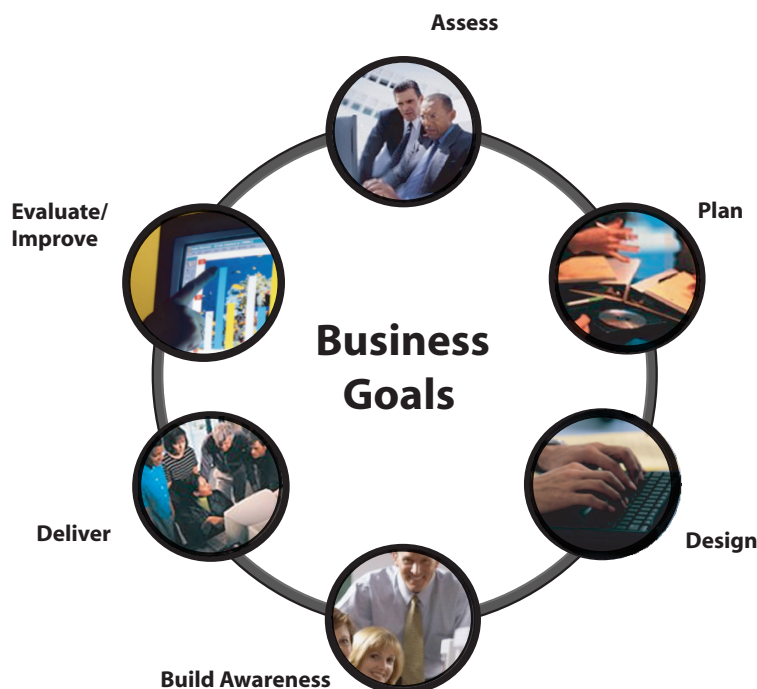 Assess
Plan
Design
Build Awareness
Deliver
Evaluate/
Improve
Business
Goals